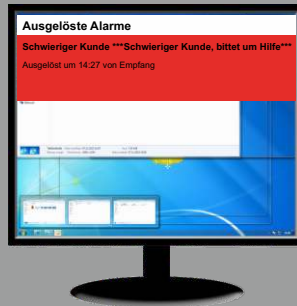 Ausgelöste Alarme
Schwieriger Kunde ***Schwieriger Kunde, bittet um Hilfe***
Ausgelöst um 14:27 von Empfang